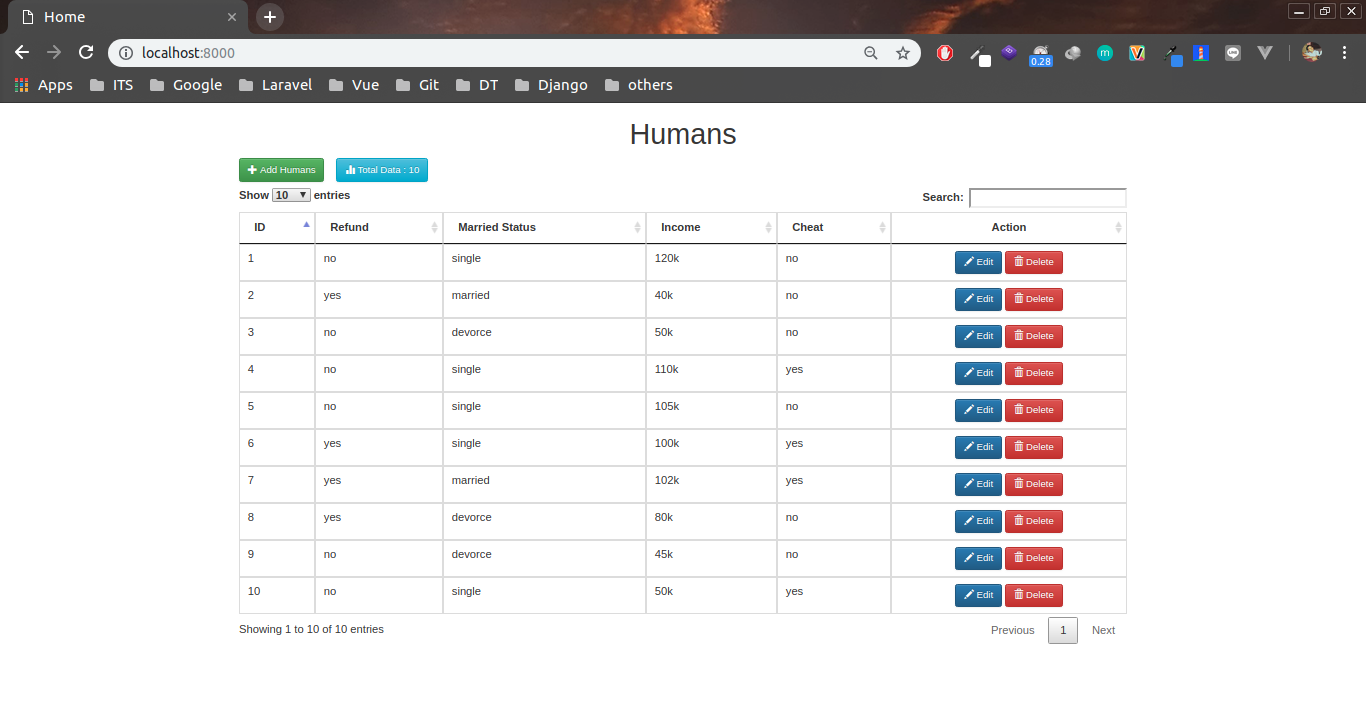 Home
localhost:8000
0.28
Apps ITS Google Laravel Vue Git DT Django others
Humans
Add Humans Total Data : 10
Show 10 entries Search:
ID Refund Married Status Income Cheat Action
1 no single 120k no Edit Delete
2 yes married 40k no Edit Delete
3 no devorce 50k no Edit Delete
4 no single 110k yes Edit Delete
5 no single 105k no Edit Delete
6 yes single 100k yes Edit Delete
7 yes married 102k yes Edit Delete
8 yes devorce 80k no Edit Delete
9 no devorce 45k no Edit Delete
10 no single 50k yes Edit Delete
Showing 1 to 10 of 10 entries Previous 1 Next